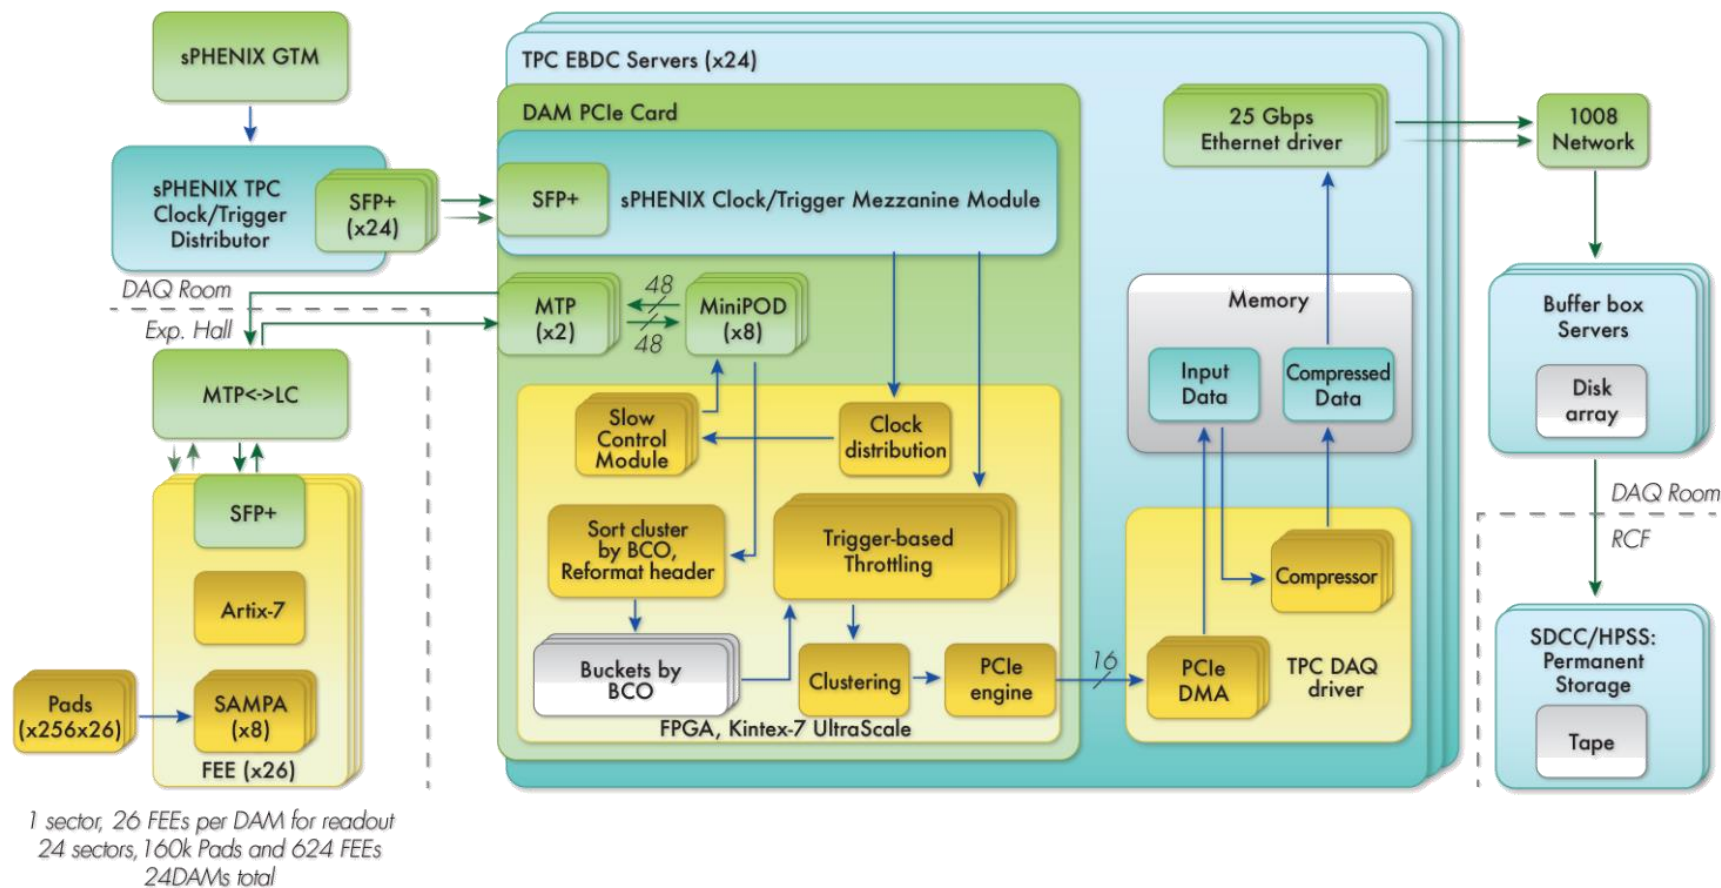 sPHENIX GTM
sPHENIX TPC
Clock/Trigger
Distributor
SFP+
(x24)
DAQ Room
Exp. Hall
MTP<->LC
SFP+
Artix-7
SAMPA
(x8)
FEE (x26)
Pads
(x256x26)
1 sector, 26 FEEs per DAM for readout
24 sectors,160k Pads and 624 FEEs
24DAMs total
TPC EBDC Servers (x24)
DAM PCIe Card
SFP+
sPHENIX Clock/Trigger Mezzanine Module
MTP
(x2)
48
48
MiniPOD
(x8)
Slow
Control
Module
Clock
distribution
Sort cluster
by BCO,
Reformat header
Trigger-based
Throttling
Buckets by
BCO
Clustering
PCIe
engine
FPGA, Kintex-7 UltraScale
16
25 Gbps
Ethernet driver
Memory
Input
Data
Compressed
Data
Compressor
PCIe
DMA
TPC DAQ
driver
1008
Network
Buffer box
Servers
Disk
array
DAQ Room
RCF
SDCC/HPSS:
Permanent
Storage
Tape